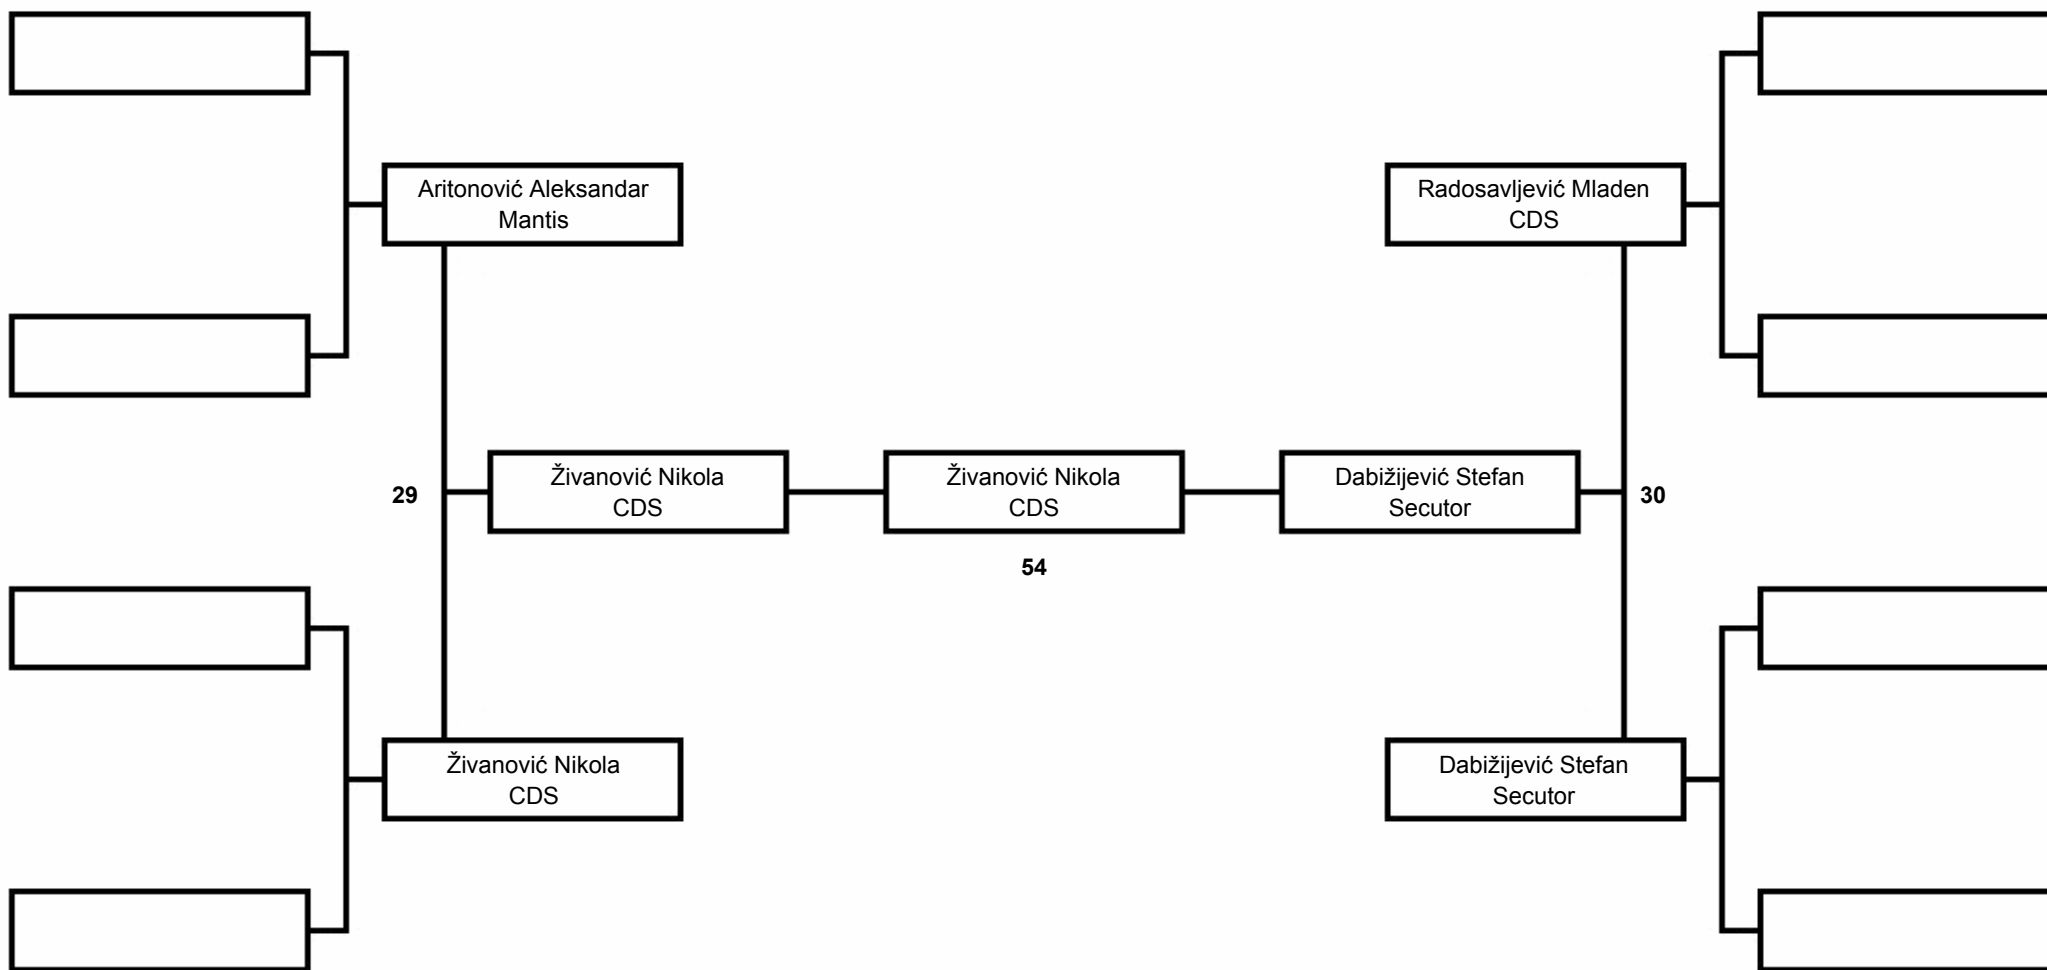 Aritonović Aleksandar
Mantis
Radosavljević Mladen
CDS
29
Živanović Nikola
CDS
Živanović Nikola
CDS
54
Dabižijević Stefan
Secutor
30
Živanović Nikola
CDS
Dabižijević Stefan
Secutor